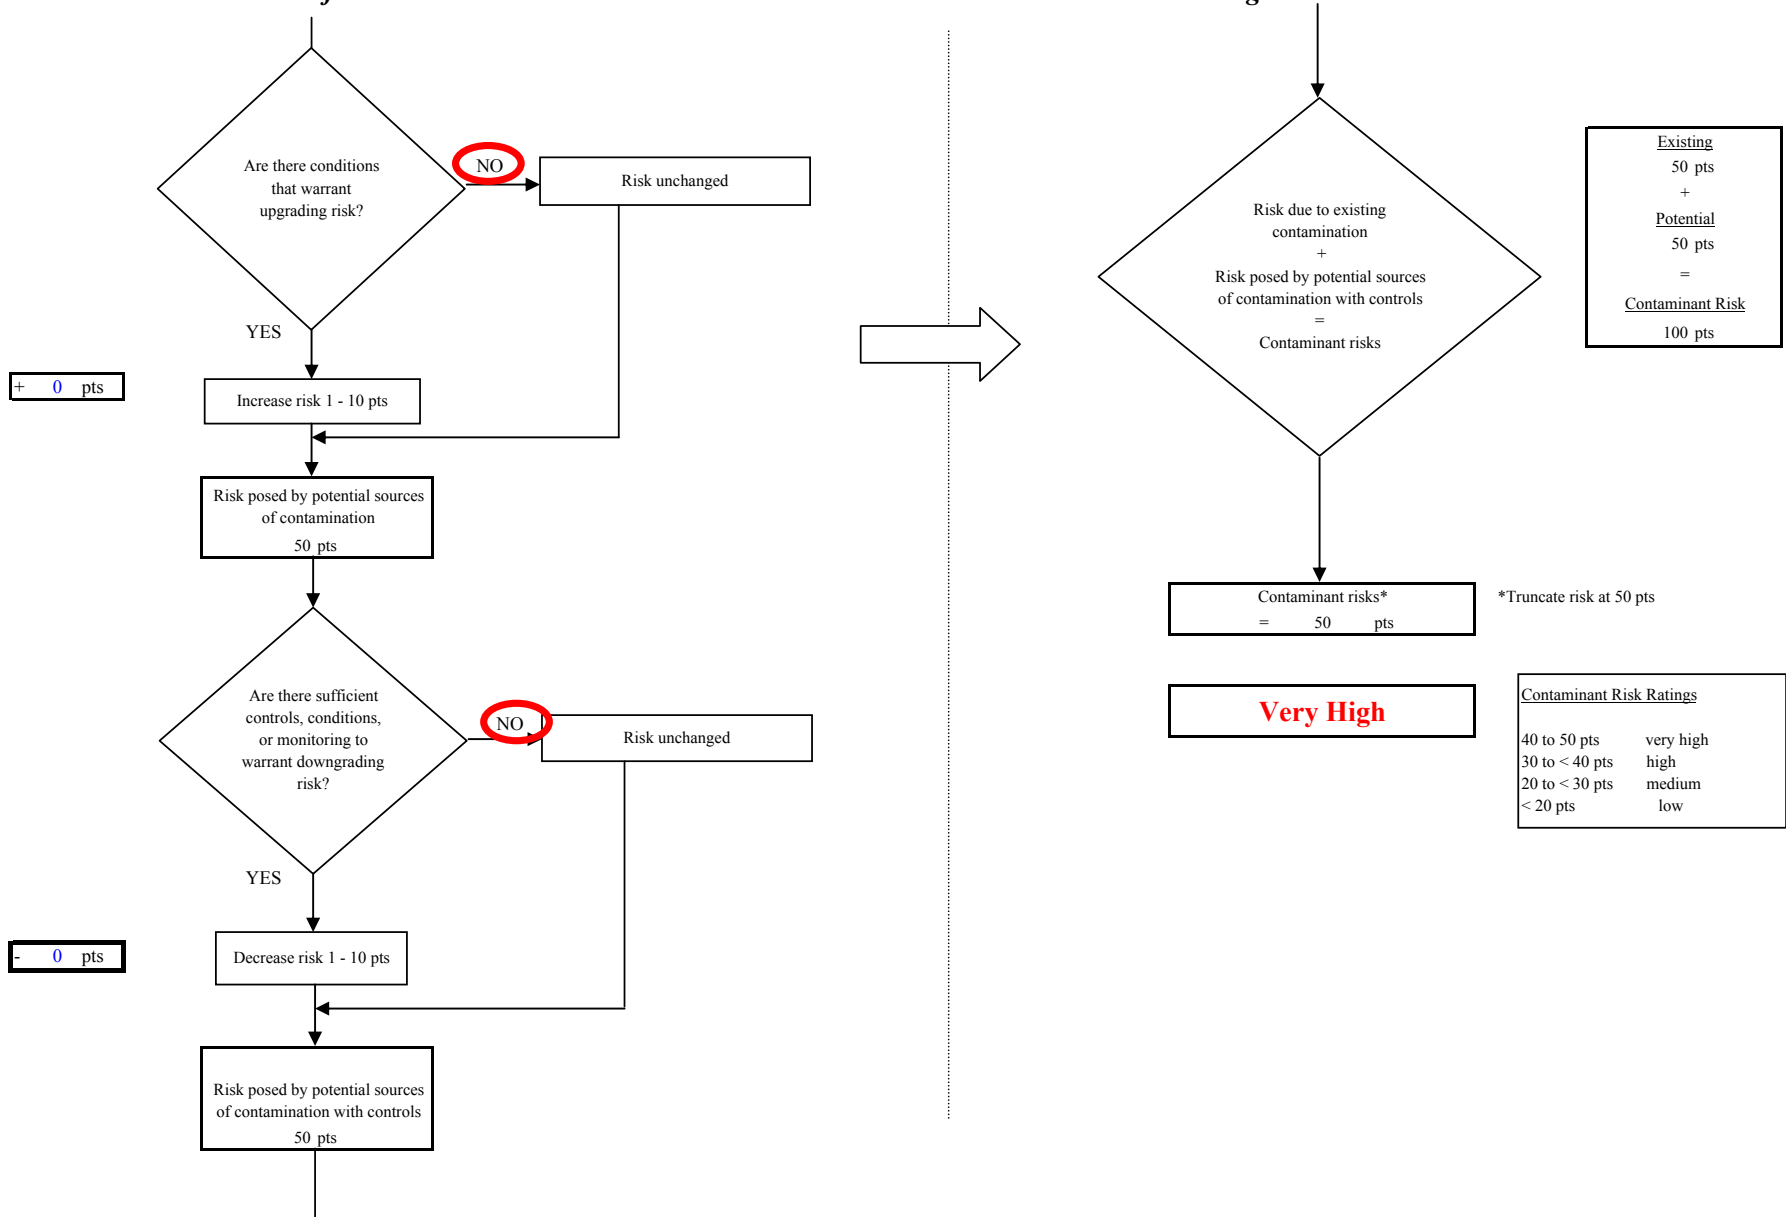 Are there conditions
that warrant
upgrading risk?
NO
Risk unchanged
YES
+ 0 pts
Increase risk 1 - 10 pts
Risk posed by potential sources
of contamination
50 pts
Are there sufficient
controls, conditions,
or monitoring to
warrant downgrading
risk?
NO
Risk unchanged
YES
- 0 pts
Decrease risk 1 - 10 pts
Risk posed by potential sources
of contamination with controls
50 pts
Risk due to existing
contamination
+
Risk posed by potential sources
of contamination with controls
=
Contaminant risks
Existing
50 pts
+
Potential
50 pts
=
Contaminant Risk
100 pts
Contaminant risks*
= 50 pts
*Truncate risk at 50 pts
Very High
Contaminant Risk Ratings
40 to 50 pts very high
30 to < 40 pts high
20 to < 30 pts medium
< 20 pts low